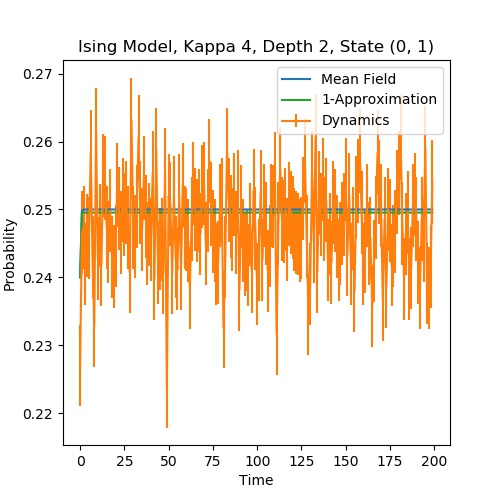 Ising Model, Kappa 4, Depth 2, State (0, 1)
Mean Field
1-Approximation
Dynamics
0.27
0.26
0.25
0.24
0.23
0.22
Probability
0 25 50 75 100 125 150 175 200
Time